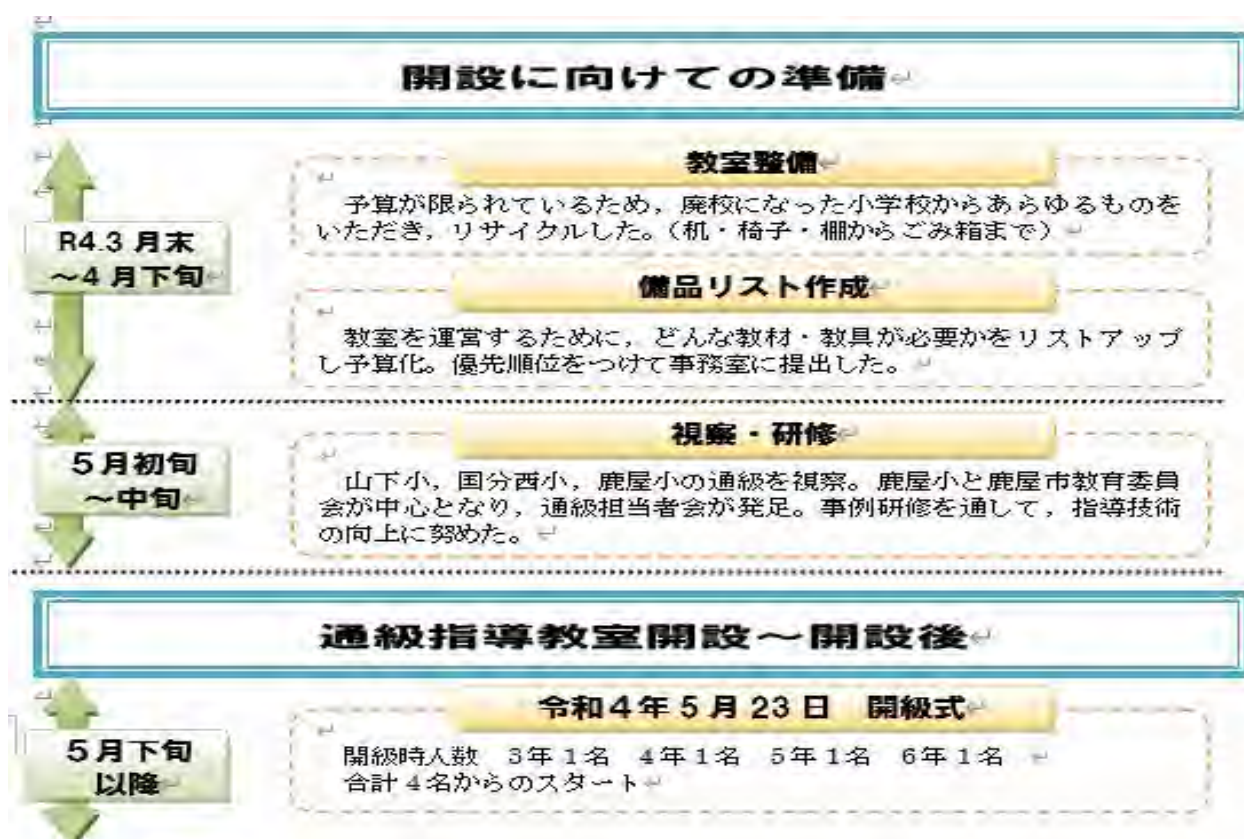 開設に向けての準備
R4.3月末
～4月下旬
教室整備
予算が限られているため，廃校になった小学校からあらゆるものを
いただき，リサイクルした。（机・椅子・棚からごみ箱まで）
備品リスト作成
教室を運営するために，どんな教材・教具が必要かをリストアップ
し予算化。優先順位をつけて事務室に提出した。
5月初旬
～中旬
視察・研修
山下小，国分西小，鹿屋小の通級を視察。鹿屋小と鹿屋市教育委員
会が中心となり，通級担当者会が発足。事例研修を通して，指導技術
の向上に努めた。
通級指導教室開設～開設後
5月下旬
以降
令和4年5月23日　開級式
開級時人数　3年1名　4年1名　5年1名　6年1名
合計4名からのスタート